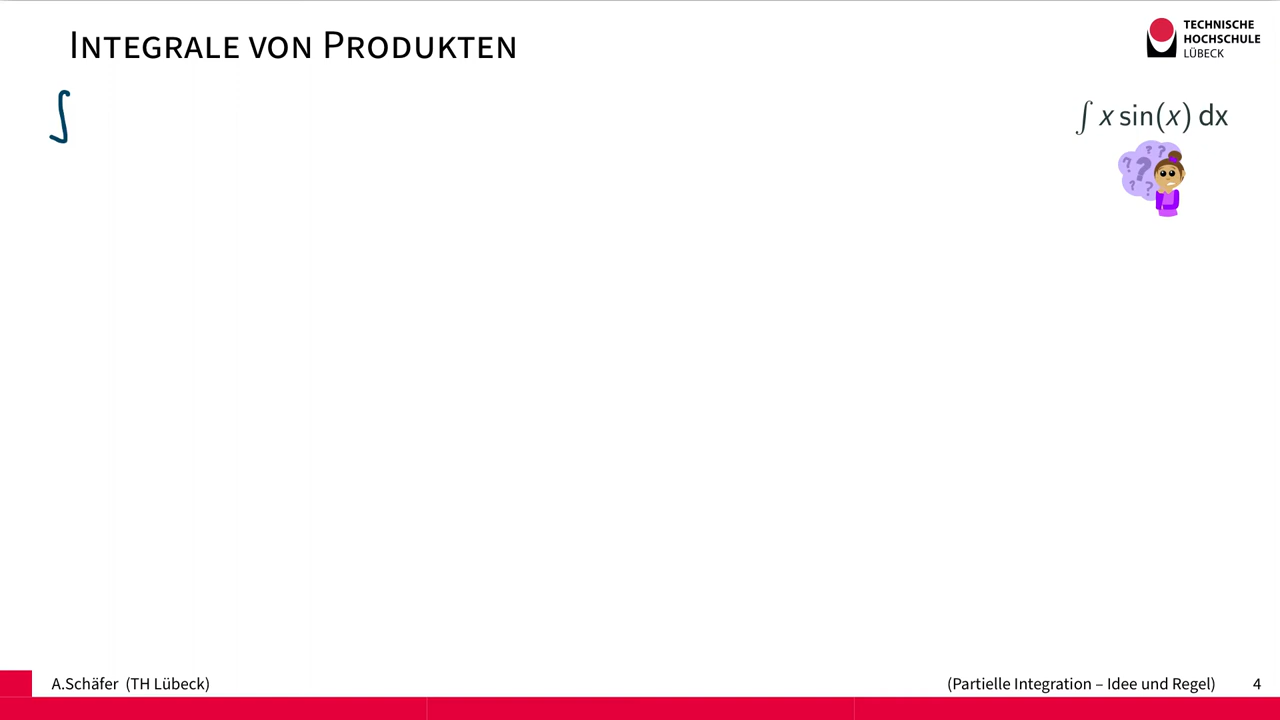 Integrale von Produkten
TECHNISCHE
HOCHSCHULE
LÜBECK
∫
∫ x sin(x) dx
? ? ? ? ? ?
A.Schäfer (TH Lübeck)
(Partielle Integration – Idee und Regel)
4